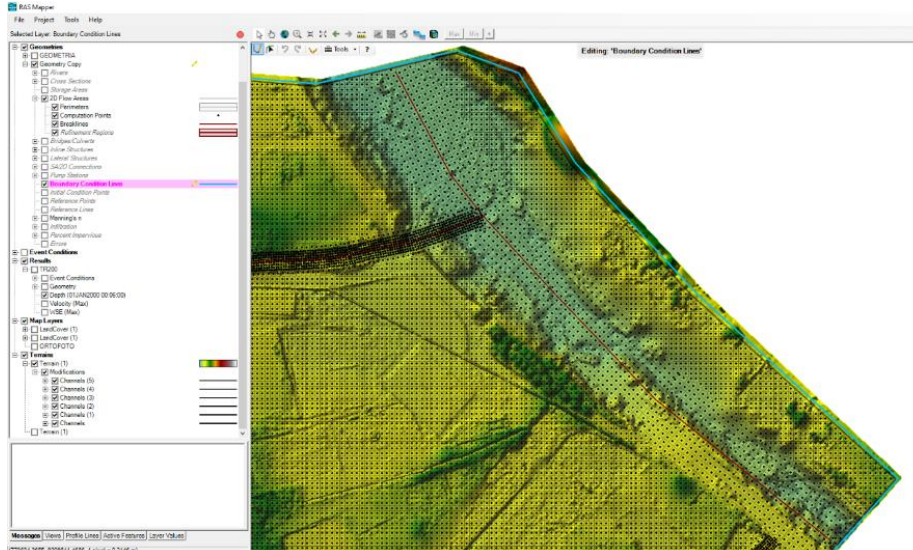 RAS Mapper
File Project Tools Help
Selected Layer: Boundary Condition Lines
Max Min
Tools ?
Editing: 'Boundary Condition Lines'
Geometries
GEOMETRIA
Geometry Copy
Rivers
Cross Sections
Storage Areas
2D Flow Areas
Perimeters
Computation Points
Breaklines
Refinement Regions
Bridges/Culverts
Inline Structures
Lateral Structures
SA/2D Connections
Pump Stations
Boundary Condition Lines
Initial Condition Points
Reference Points
Reference Lines
Manning's n
Infiltration
Percent Impervious
Errors
Event Conditions
Results
TR200
Event Conditions
Geometry
Depth (01JAN2000 00:06:00)
Velocity (Max)
WSE (Max)
Map Layers
LandCover (1)
LandCover (1)
ORTOFOTO
Terrains
Terrain (1)
Modifications
Channels (5)
Channels (4)
Channels (3)
Channels (2)
Channels (1)
Channels
Terrain (1)
Messages Views Profile Lines Active Features Layer Values